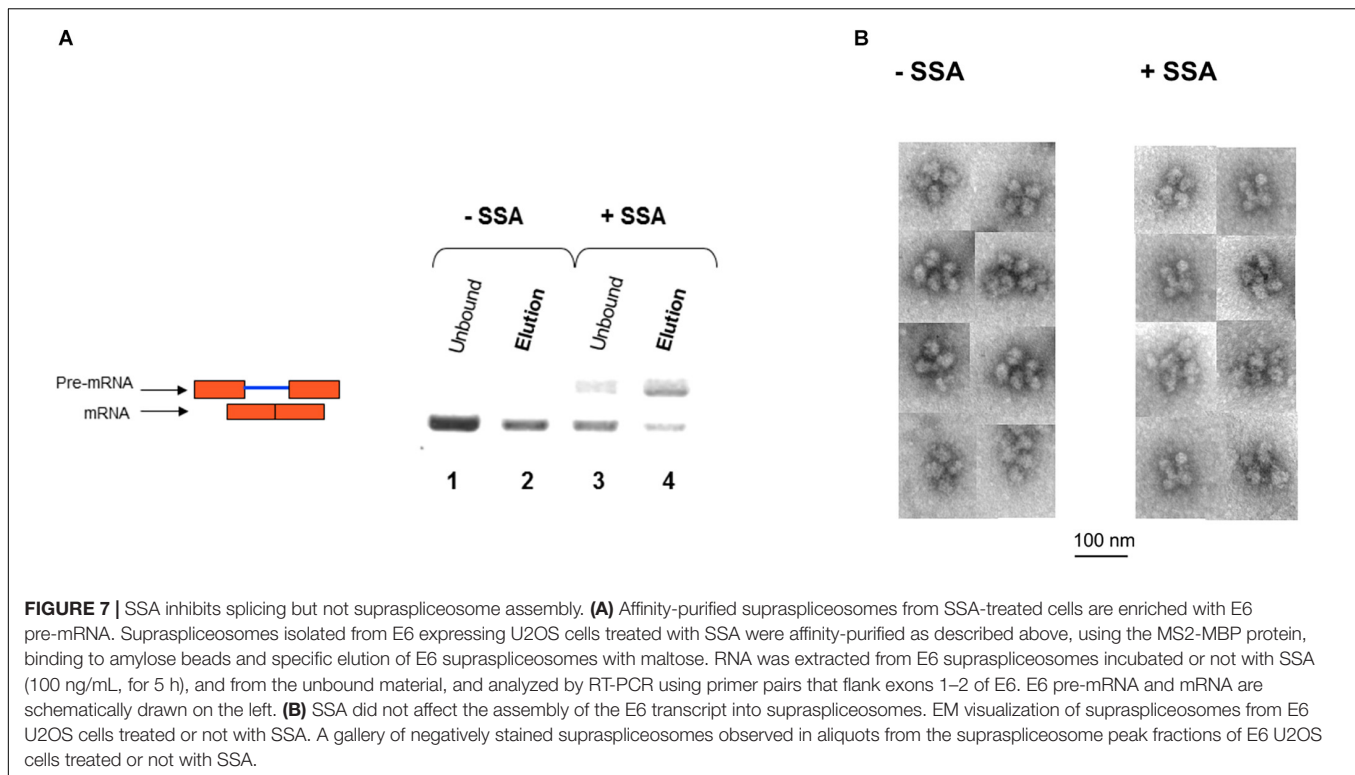 A
B
- SSA
+ SSA
- SSA
+ SSA
Unbound
Elution
Unbound
Elution
Pre-mRNA
mRNA
1 2 3 4
100 nm
FIGURE 7 | SSA inhibits splicing but not supraspliceosome assembly. (A) Affinity-purified supraspliceosomes from SSA-treated cells are enriched with E6
pre-mRNA. Supraspliceosomes isolated from E6 expressing U2OS cells treated with SSA were affinity-purified as described above, using the MS2-MBP protein,
binding to amylose beads and specific elution of E6 supraspliceosomes with maltose. RNA was extracted from E6 supraspliceosomes incubated or not with SSA
(100 ng/mL, for 5 h), and from the unbound material, and analyzed by RT-PCR using primer pairs that flank exons 1–2 of E6. E6 pre-mRNA and mRNA are
schematically drawn on the left. (B) SSA did not affect the assembly of the E6 transcript into supraspliceosomes. EM visualization of supraspliceosomes from E6
U2OS cells treated or not with SSA. A gallery of negatively stained supraspliceosomes observed in aliquots from the supraspliceosome peak fractions of E6 U2OS
cells treated or not with SSA.